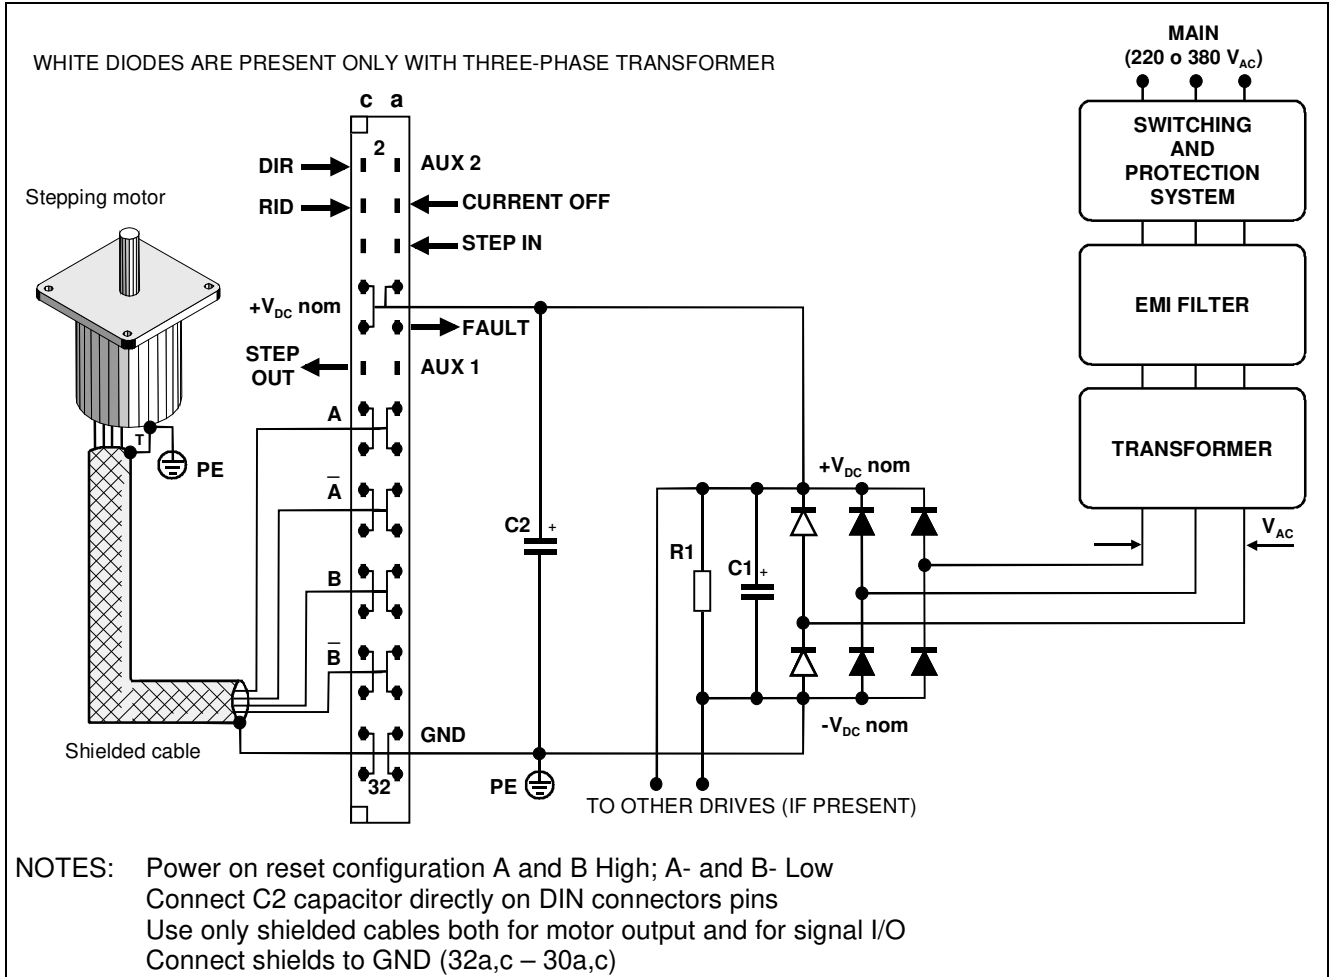 WHITE DIODES ARE PRESENT ONLY WITH THREE-PHASE TRANSFORMER
MAIN
(220 o 380 VAC)
SWITCHING
AND
PROTECTION
SYSTEM
EMI FILTER
TRANSFORMER
VAC
c a
2
DIR
AUX 2
Stepping motor
RID
CURRENT OFF
STEP IN
+VDC nom
FAULT
STEP
OUT
AUX 1
A
T
PE
A̅
B
B̅
GND
32
Shielded cable
C2 +
PE
+VDC nom
R1
C1 +
-VDC nom
TO OTHER DRIVES (IF PRESENT)
NOTES: Power on reset configuration A and B High; A- and B- Low
Connect C2 capacitor directly on DIN connectors pins
Use only shielded cables both for motor output and for signal I/O
Connect shields to GND (32a,c – 30a,c)